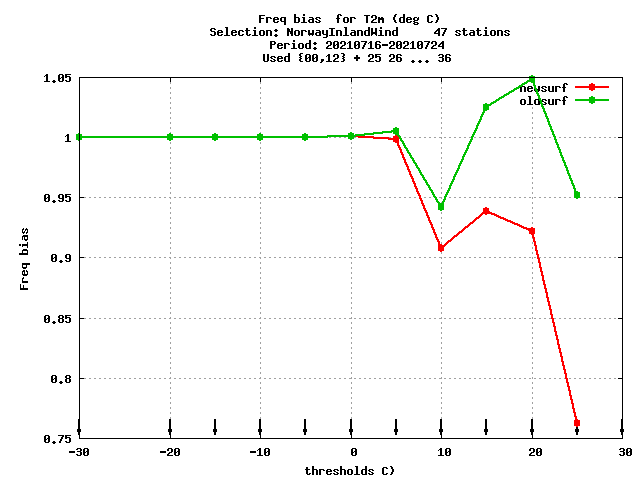 Freq bias  for T2m (deg C)
Selection: NorwayInlandWind     47 stations
Period: 20210716-20210724
Used {00,12} + 25 26 ... 36
1.05
newsurf
oldsurf
1
0.95
0.9
0.85
0.8
0.75
Freq bias
-30 -20 -10 0 10 20 30
thresholds C)